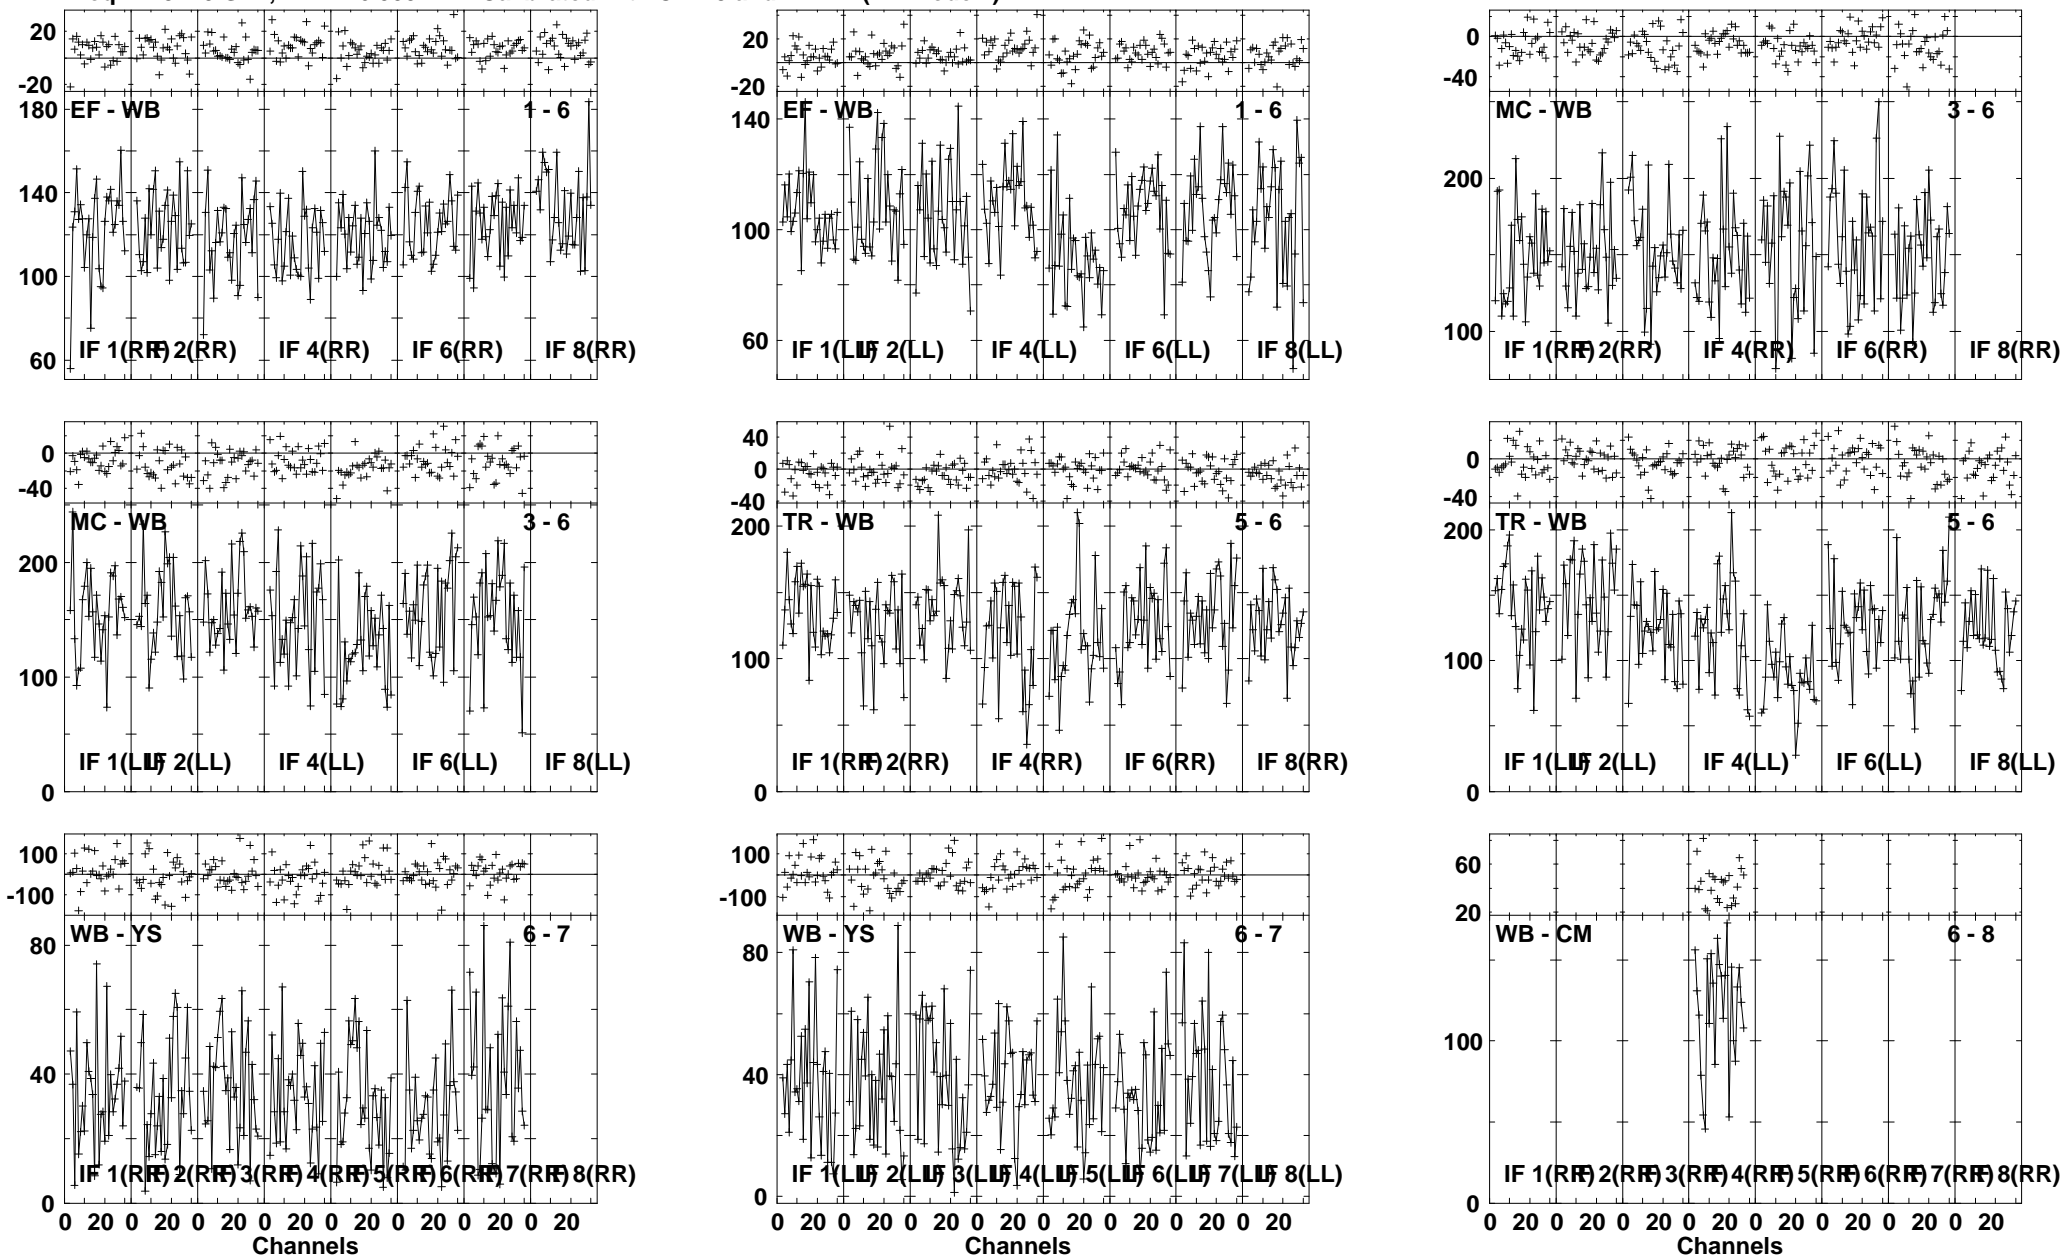 20
-20
180
140
100
60
EF - WB 1 - 6
IF 1(RR) IF 2(RR) IF 4(RR) IF 6(RR) IF 8(RR)
20
0
-20
140
100
60
EF - WB 1 - 6
IF 1(LL) IF 2(LL) IF 4(LL) IF 6(LL) IF 8(LL)
0
-40
200
100
MC - WB 3 - 6
IF 1(RR) IF 2(RR) IF 4(RR) IF 6(RR) IF 8(RR)
0
-40
200
100
0
MC - WB 3 - 6
IF 1(LL) IF 2(LL) IF 4(LL) IF 6(LL) IF 8(LL)
40
0
-40
200
100
0
TR - WB 5 - 6
IF 1(RR) IF 2(RR) IF 4(RR) IF 6(RR) IF 8(RR)
0
-40
200
100
0
TR - WB 5 - 6
IF 1(LL) IF 2(LL) IF 4(LL) IF 6(LL) IF 8(LL)
100
-100
80
40
0
WB - YS 6 - 7
IF 1(RR) IF 2(RR) IF 3(RR) IF 4(RR) IF 5(RR) IF 6(RR) IF 7(RR) IF 8(RR)
0 20 0 20 0 20 0 20 0 20 0 20 0 20 0 20
Channels
100
-100
80
40
0
WB - YS 6 - 7
IF 1(LL) IF 2(LL) IF 3(LL) IF 4(LL) IF 5(LL) IF 6(LL) IF 7(LL) IF 8(LL)
0 20 0 20 0 20 0 20 0 20 0 20 0 20 0 20
Channels
60
20
100
0
WB - CM 6 - 8
IF 1(RR) IF 2(RR) IF 3(RR) IF 4(RR) IF 5(RR) IF 6(RR) IF 7(RR) IF 8(RR)
0 20 0 20 0 20 0 20 0 20 0 20 0 20 0 20
Channels